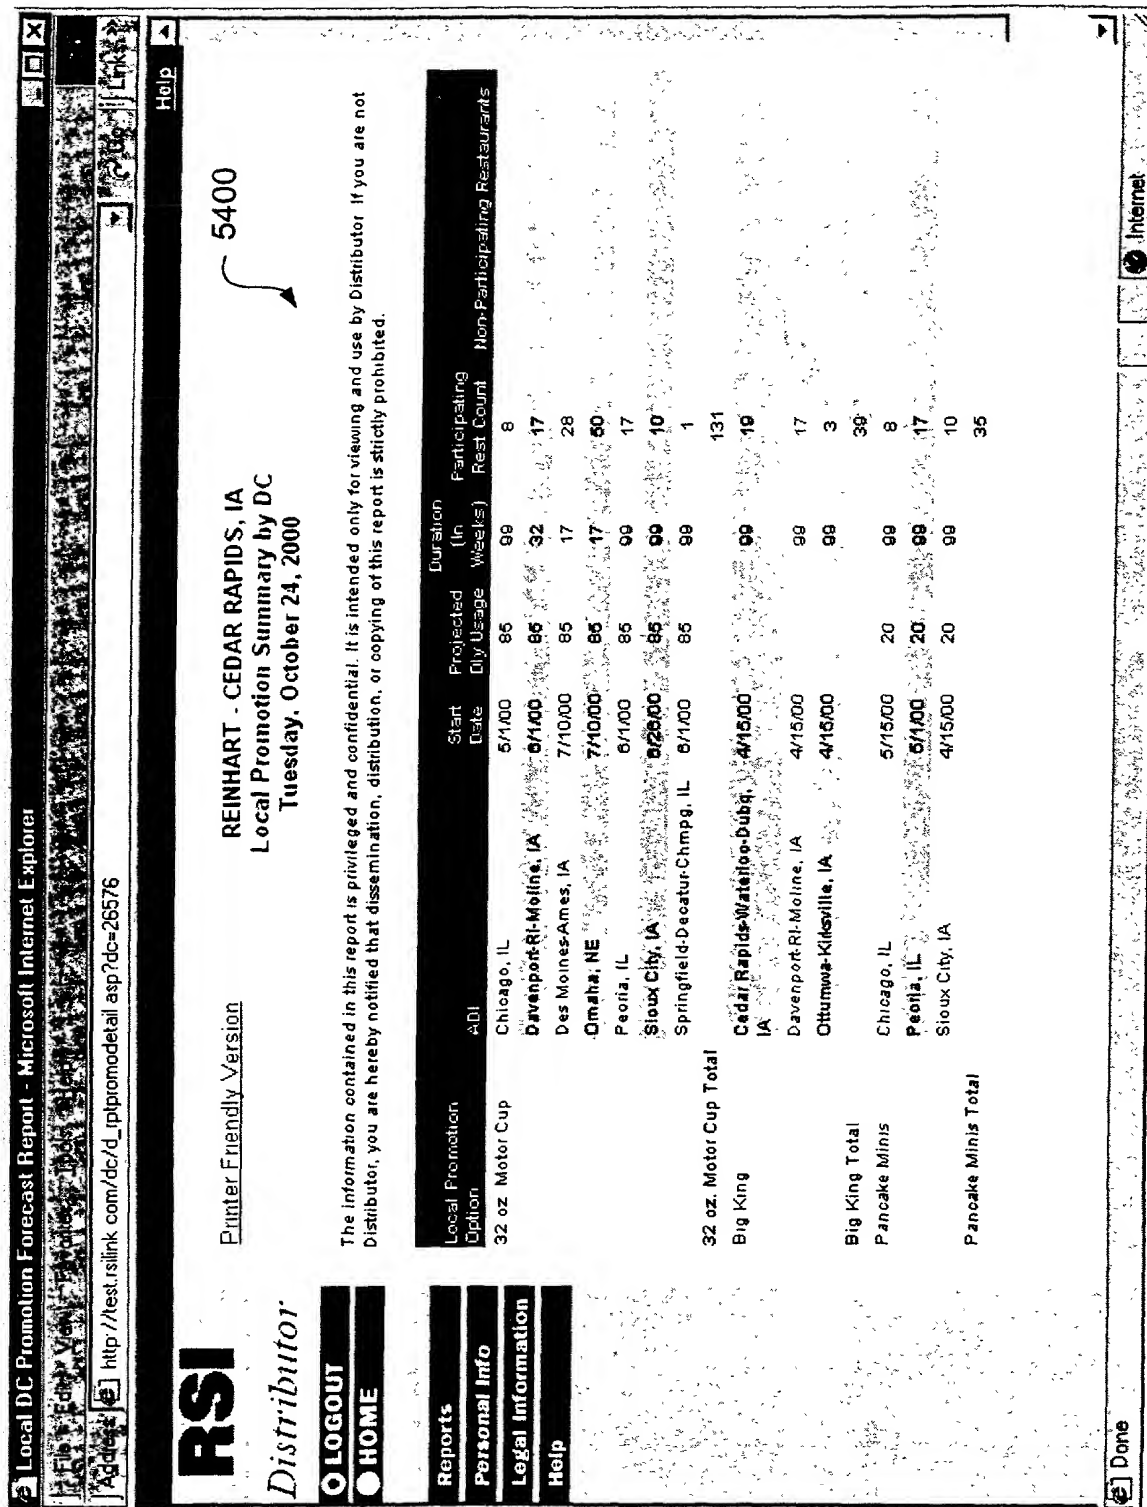 Local DC Promotion Forecast Report - Microsoft Internet Explorer
File Edit View Favorites Tools Help
Address http://test.rsilink com/dc/d_rptpromodetail asp?dc=26576 Go Links »
Help
RSI
Distributor
LOGOUT
HOME
Reports
Personal Info
Legal Information
Help
Printer Friendly Version
REINHART - CEDAR RAPIDS, IA
Local Promotion Summary by DC
Tuesday, October 24, 2000
5400
The information contained in this report is privileged and confidential. It is intended only for viewing and use by Distributor If you are not
Distributor, you are hereby notified that dissemination, distribution, or copying of this report is strictly prohibited.
Local Promotion Option ADI Start Date Projected Dly Usage Duration (In Weeks) Participating Rest Count Non-Participating Restaurants
32 oz Motor Cup Chicago, IL 5/1/00 85 99 8
Davenport-RI-Moline, IA 6/1/00 85 32 17
Des Moines-Ames, IA 7/10/00 85 17 28
Omaha, NE 7/10/00 85 17 50
Peoria, IL 6/1/00 85 99 17
Sioux City, IA 6/26/00 85 99 10
Springfield-Decatur-Chmpg, IL 6/1/00 85 99 1
32 oz. Motor Cup Total 131
Big King Cedar Rapids-Waterloo-Dubq, IA 4/15/00 99 19
Davenport-RI-Moline, IA 4/15/00 99 17
Ottumwa-Kirksville, IA 4/15/00 99 3
Big King Total 39
Pancake Minis Chicago, IL 5/15/00 20 99 8
Peoria, IL 5/1/00 20 99 17
Sioux City, IA 4/15/00 20 99 10
Pancake Minis Total 35
Done Internet